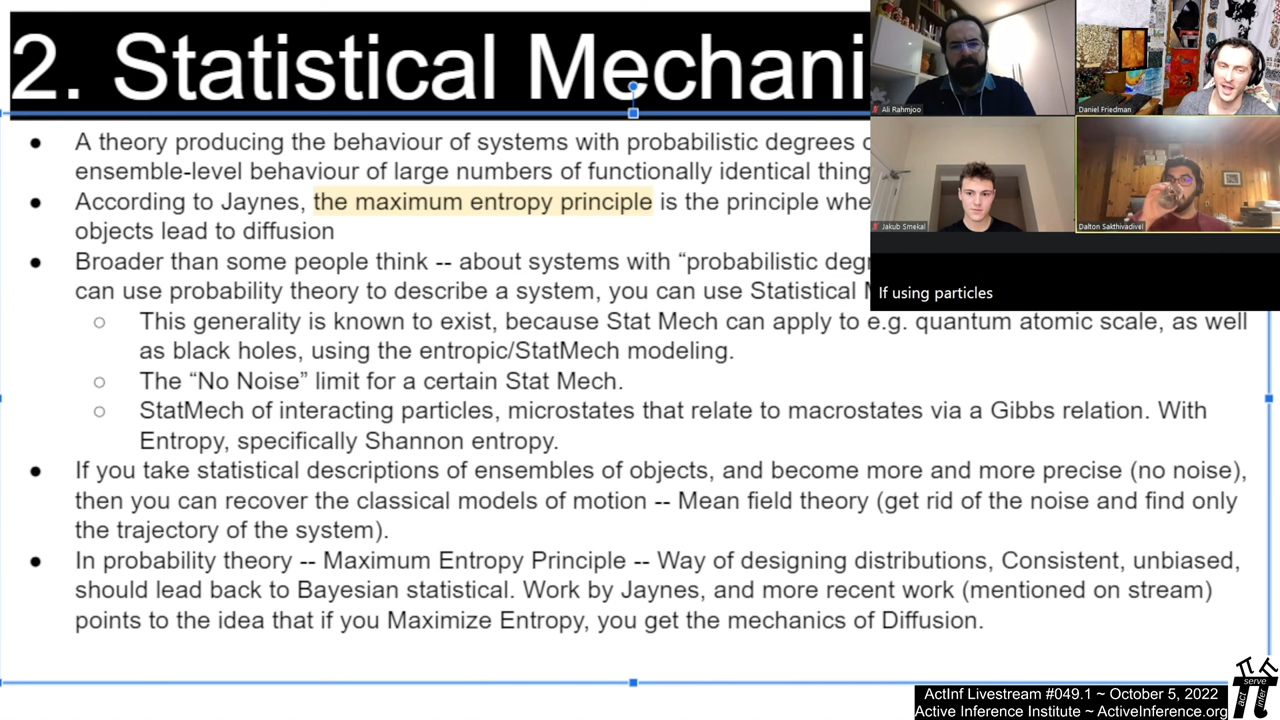 2. Statistical Mechani
● A theory producing the behaviour of systems with probabilistic degrees
ensemble-level behaviour of large numbers of functionally identical thing
● According to Jaynes, the maximum entropy principle is the principle whe
objects lead to diffusion
● Broader than some people think -- about systems with “probabilistic deg
can use probability theory to describe a system, you can use Statistical
○ This generality is known to exist, because Stat Mech can apply to e.g. quantum atomic scale, as well
as black holes, using the entropic/StatMech modeling.
○ The “No Noise” limit for a certain Stat Mech.
○ StatMech of interacting particles, microstates that relate to macrostates via a Gibbs relation. With
Entropy, specifically Shannon entropy.
● If you take statistical descriptions of ensembles of objects, and become more and more precise (no noise),
then you can recover the classical models of motion -- Mean field theory (get rid of the noise and find only
the trajectory of the system).
● In probability theory -- Maximum Entropy Principle -- Way of designing distributions, Consistent, unbiased,
should lead back to Bayesian statistical. Work by Jaynes, and more recent work (mentioned on stream)
points to the idea that if you Maximize Entropy, you get the mechanics of Diffusion.
Ali Rahmjoo
Daniel Friedman
Jakub Smekal
Dalton Sakthivadivel
If using particles
serve
act
infer
ActInf Livestream #049.1 ~ October 5, 2022
Active Inference Institute ~ ActiveInference.org